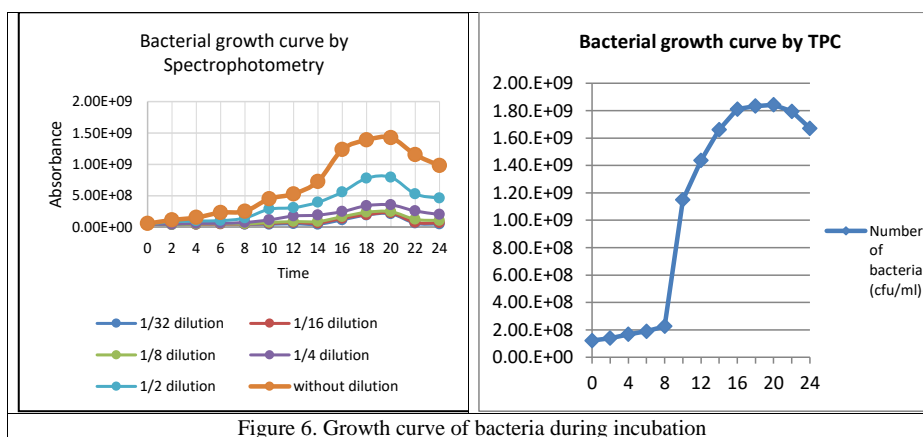 Bacterial growth curve by
Spectrophotometry
2.00E+09
1.50E+09
1.00E+09
5.00E+08
0.00E+00
Absorbance
0 2 4 6 8 10 12 14 16 18 20 22 24
Time
1/32 dilution 1/16 dilution
1/8 dilution 1/4 dilution
1/2 dilution without dilution
Bacterial growth curve by TPC
2.00.E+09
1.80.E+09
1.60.E+09
1.40.E+09
1.20.E+09
1.00.E+09
8.00.E+08
6.00.E+08
4.00.E+08
2.00.E+08
0.00.E+00
0 4 8 12 16 20 24
Number
of
bacteria
(cfu/ml)
Figure 6. Growth curve of bacteria during incubation